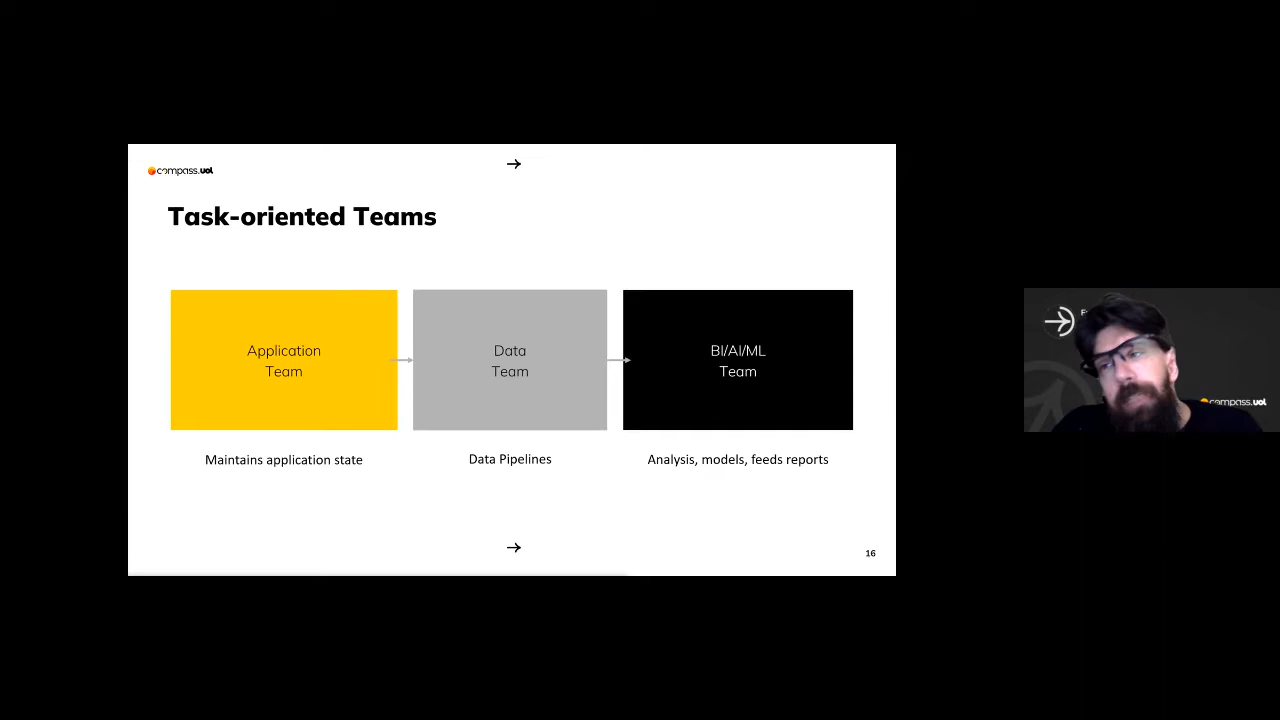 compass.uol
Task-oriented Teams
Application
Team
Data
Team
BI/AI/ML
Team
Maintains application state
Data Pipelines
Analysis, models, feeds reports
16
compass.uol